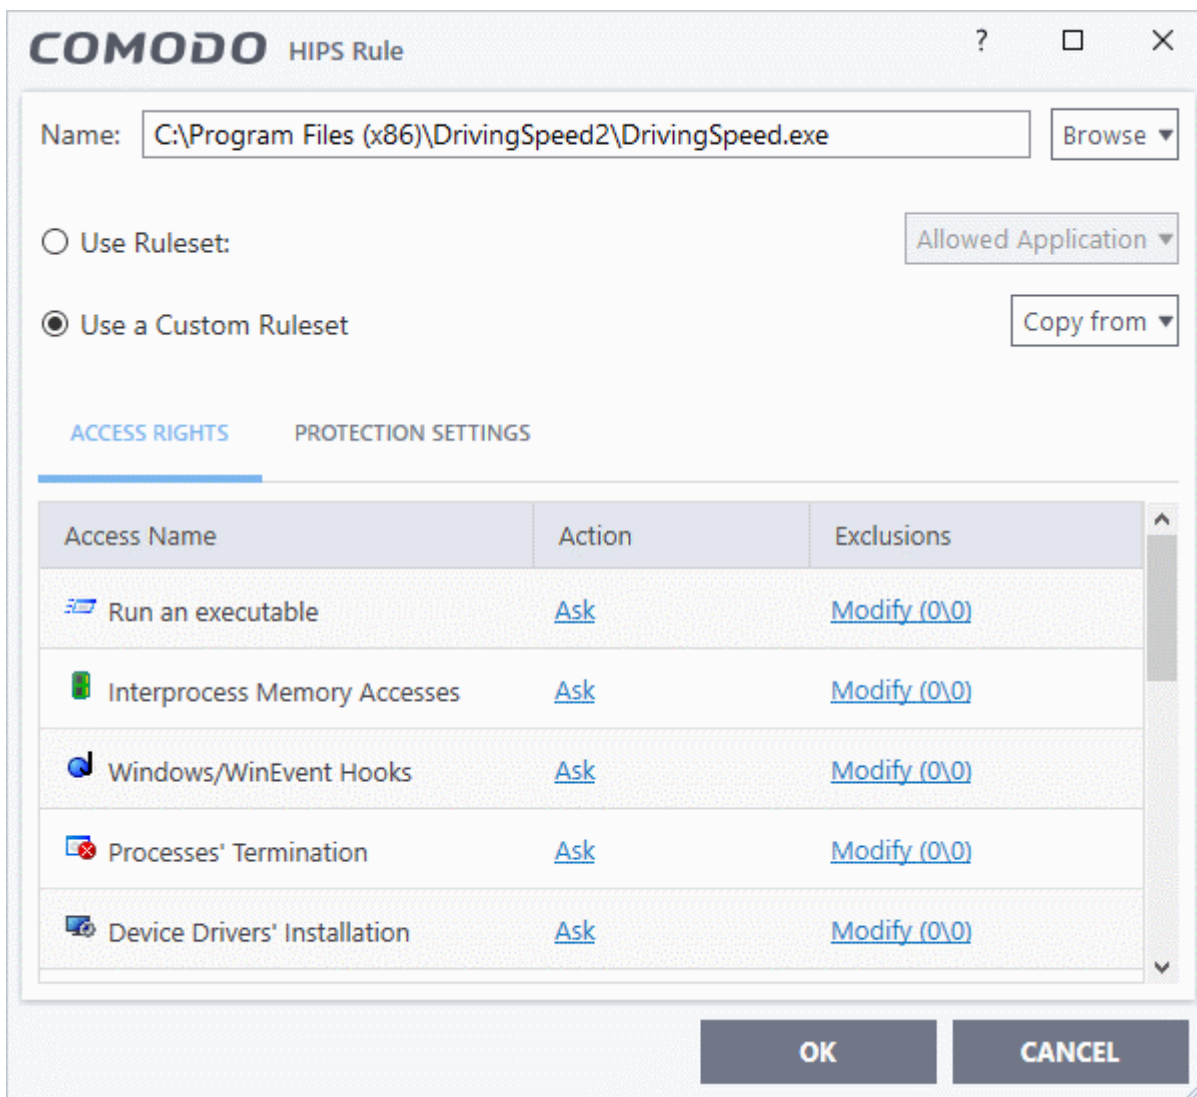 COMODO HIPS Rule ?
Name: C:\Program Files (x86)\DrivingSpeed2\DrivingSpeed.exe Browse
Use Ruleset: Allowed Application
Use a Custom Ruleset Copy from
ACCESS RIGHTS PROTECTION SETTINGS
Access Name Action Exclusions
Run an executable Ask Modify (0\0)
Interprocess Memory Accesses Ask Modify (0\0)
Windows/WinEvent Hooks Ask Modify (0\0)
Processes' Termination Ask Modify (0\0)
Device Drivers' Installation Ask Modify (0\0)
OK CANCEL